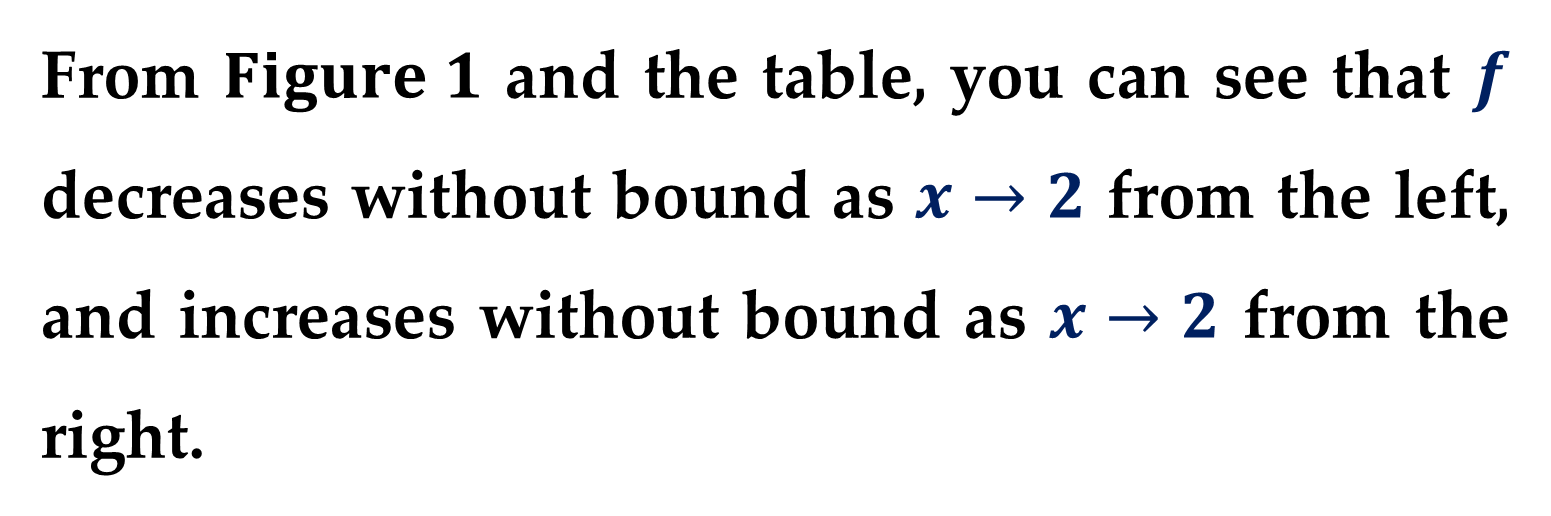 From Figure 1 and the table, you can see that f
decreases without bound as x → 2 from the left,
and increases without bound as x → 2 from the
right.